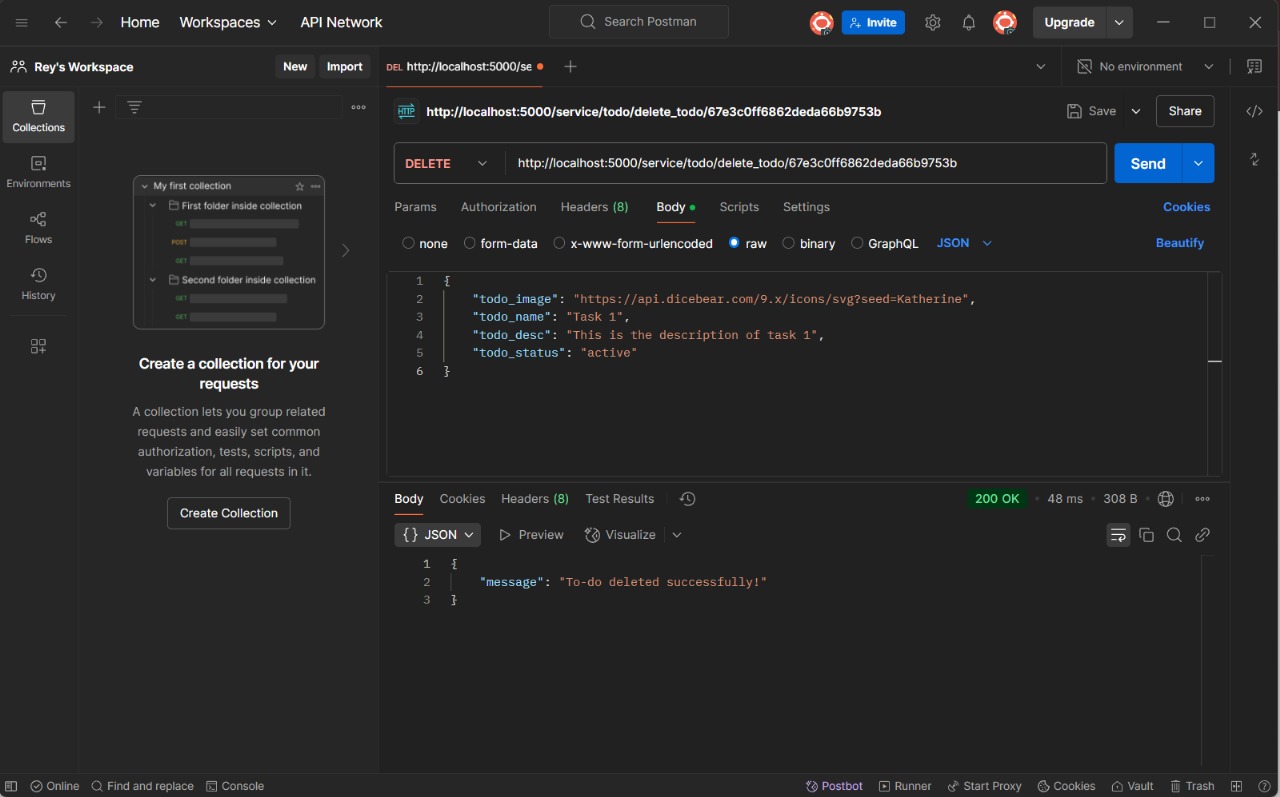 Home Workspaces API Network Search Postman Invite Upgrade
Rey's Workspace New Import DEL http://localhost:5000/se No environment
Collections
Environments
Flows
History
My first collection
First folder inside collection
GET
POST
GET
Second folder inside collection
GET
GET
Create a collection for your
requests
A collection lets you group related
requests and easily set common
authorization, tests, scripts, and
variables for all requests in it.
Create Collection
HTTP http://localhost:5000/service/todo/delete_todo/67e3c0ff6862deda66b9753b Save Share
DELETE http://localhost:5000/service/todo/delete_todo/67e3c0ff6862deda66b9753b Send
Params Authorization Headers (8) Body Scripts Settings Cookies
none form-data x-www-form-urlencoded raw binary GraphQL JSON Beautify
1 {
2 "todo_image": "https://api.dicebear.com/9.x/icons/svg?seed=Katherine",
3 "todo_name": "Task 1",
4 "todo_desc": "This is the description of task 1",
5 "todo_status": "active"
6 }
Body Cookies Headers (8) Test Results 200 OK 48 ms 308 B
{} JSON Preview Visualize
1 {
2 "message": "To-do deleted successfully!"
3 }
Online Find and replace Console Postbot Runner Start Proxy Cookies Vault Trash